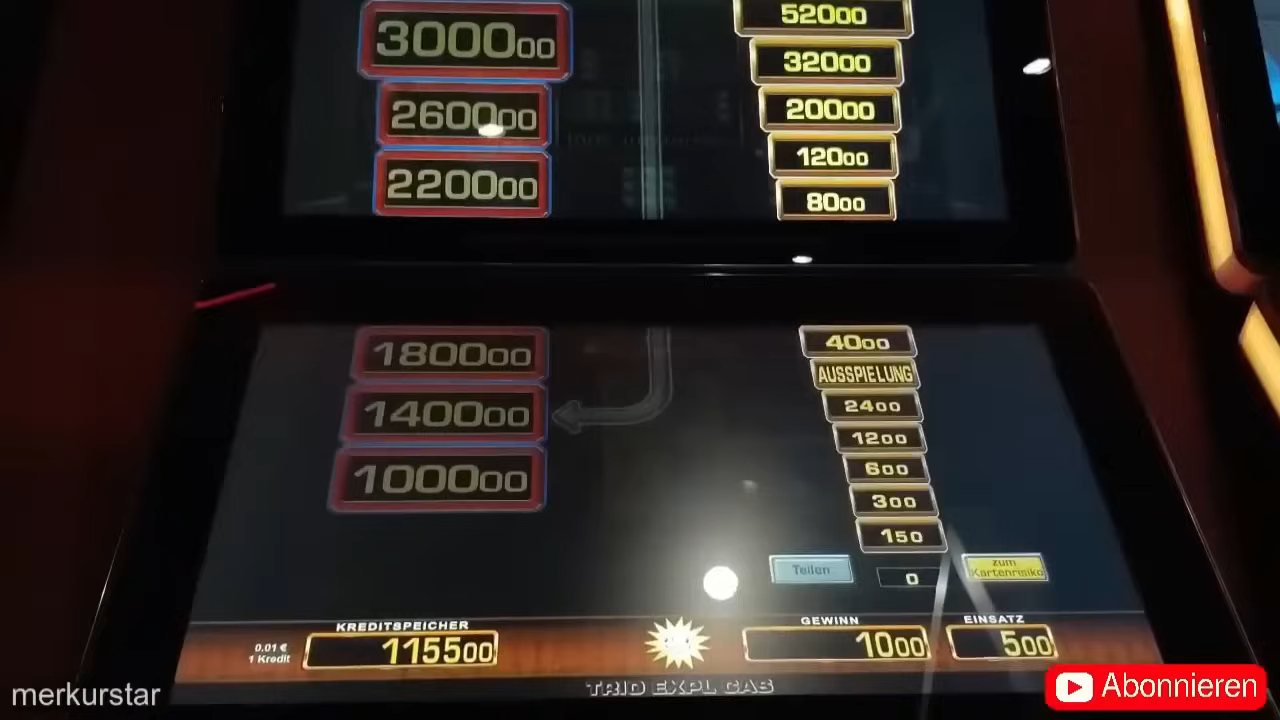 300000
260000
220000
52000
32000
20000
12000
8000
180000
140000
100000
4000
AUSSPIELUNG
2400
1200
600
300
150
Teilen
0
zum
Kartenrisiko
KREDITSPEICHER
115500
0.01 €
1 Kredit
GEWINN
1000
EINSATZ
500
TRID EXPL CAS
merkurstar
Abonnieren